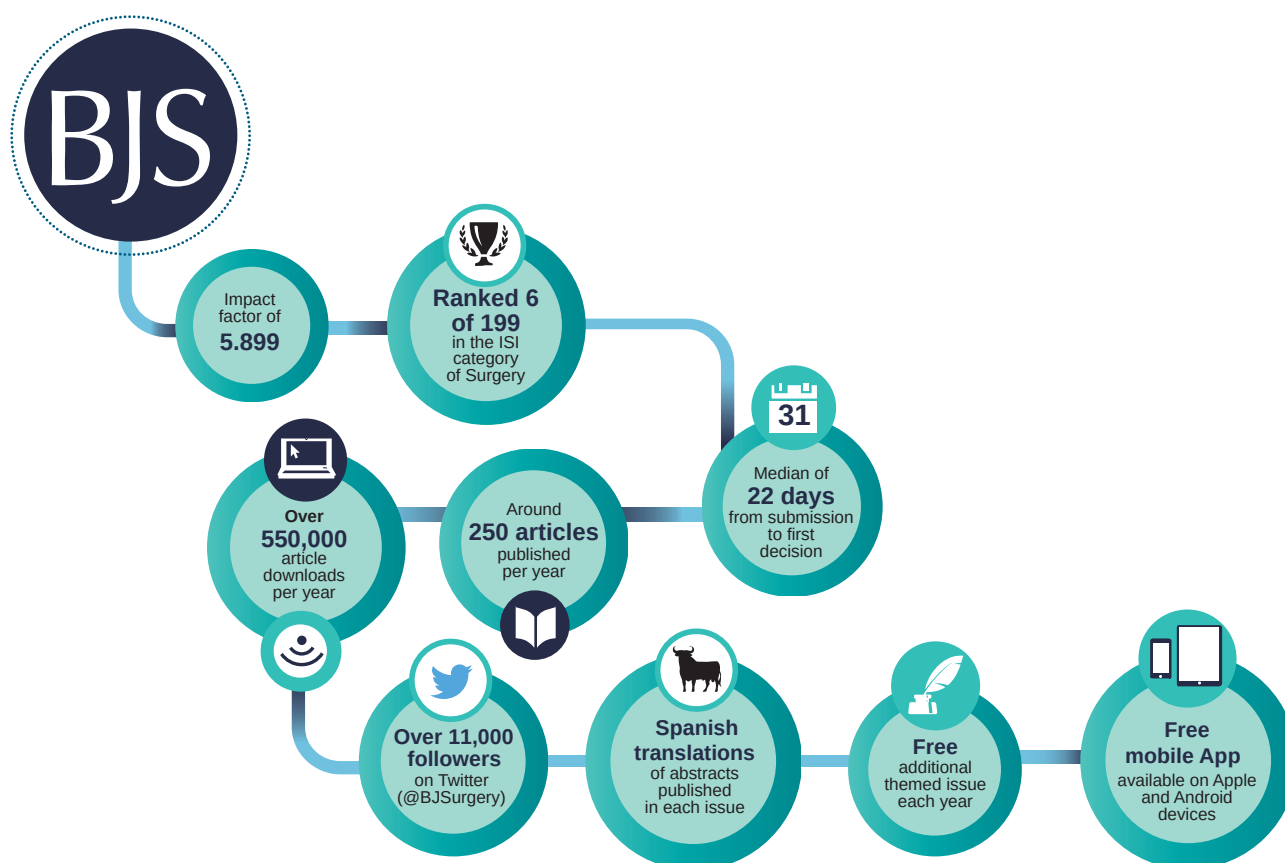 BJS
Impact
factor of
5.899
Ranked 6
of 199
in the ISI
category
of Surgery
31
Median of
22 days
from submission
to first
decision
Around
250 articles
published
per year
Over
550,000
article
downloads
per year
Over 11,000
followers
on Twitter
(@BJSurgery)
Spanish
translations
of abstracts
published
in each issue
Free
additional
themed issue
each year
Free
mobile App
available on Apple
and Android
devices